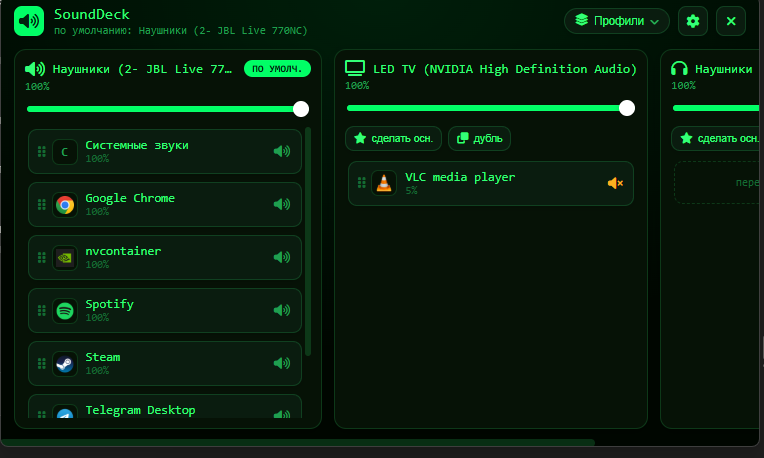 SoundDeck
по умолчанию: Наушники (2- JBL Live 770NC)
Профили
Наушники (2- JBL Live 77…
ПО УМОЛЧ.
100%
Системные звуки
100%
Google Chrome
100%
nvcontainer
100%
Spotify
100%
Steam
100%
Telegram Desktop
LED TV (NVIDIA High Definition Audio)
100%
сделать осн.
дубль
VLC media player
5%
Наушники
100%
сделать осн
пере